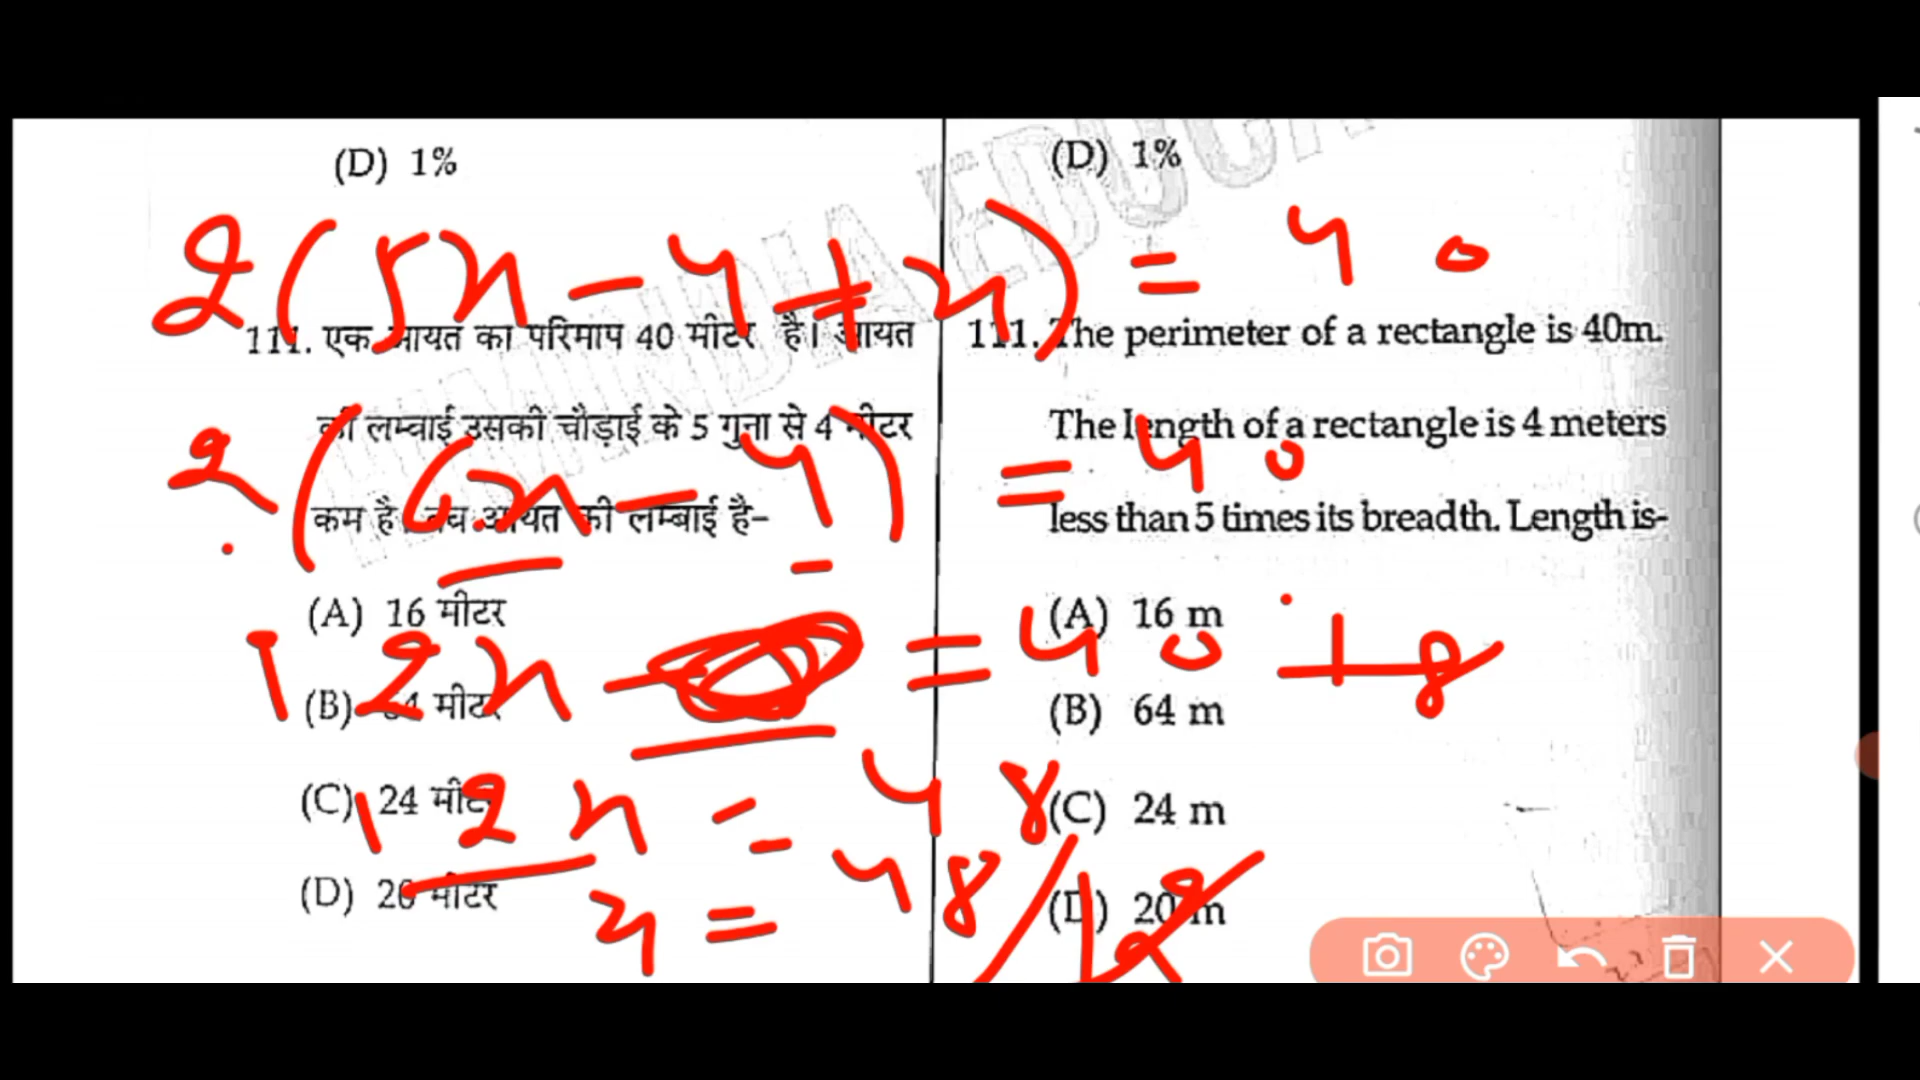 (D) 1%
2(5x-4+x) = 40
111. एक आयत का परिमाप 40 मीटर है। आयत
की लम्बाई उसकी चौड़ाई के 5 गुना से 4 मीटर
2(6x-4) = 40
कम है। तब आयत की लम्बाई है-
(A) 16 मीटर
12x = 40+8
(B) 64 मीटर
(C) 24 मीटर
12x = 48
(D) 20 मीटर
x = 48/12
(D) 1%
111. The perimeter of a rectangle is 40m.
The length of a rectangle is 4 meters
less than 5 times its breadth. Length is-
(A) 16 m
(B) 64 m
(C) 24 m
(D) 20 m